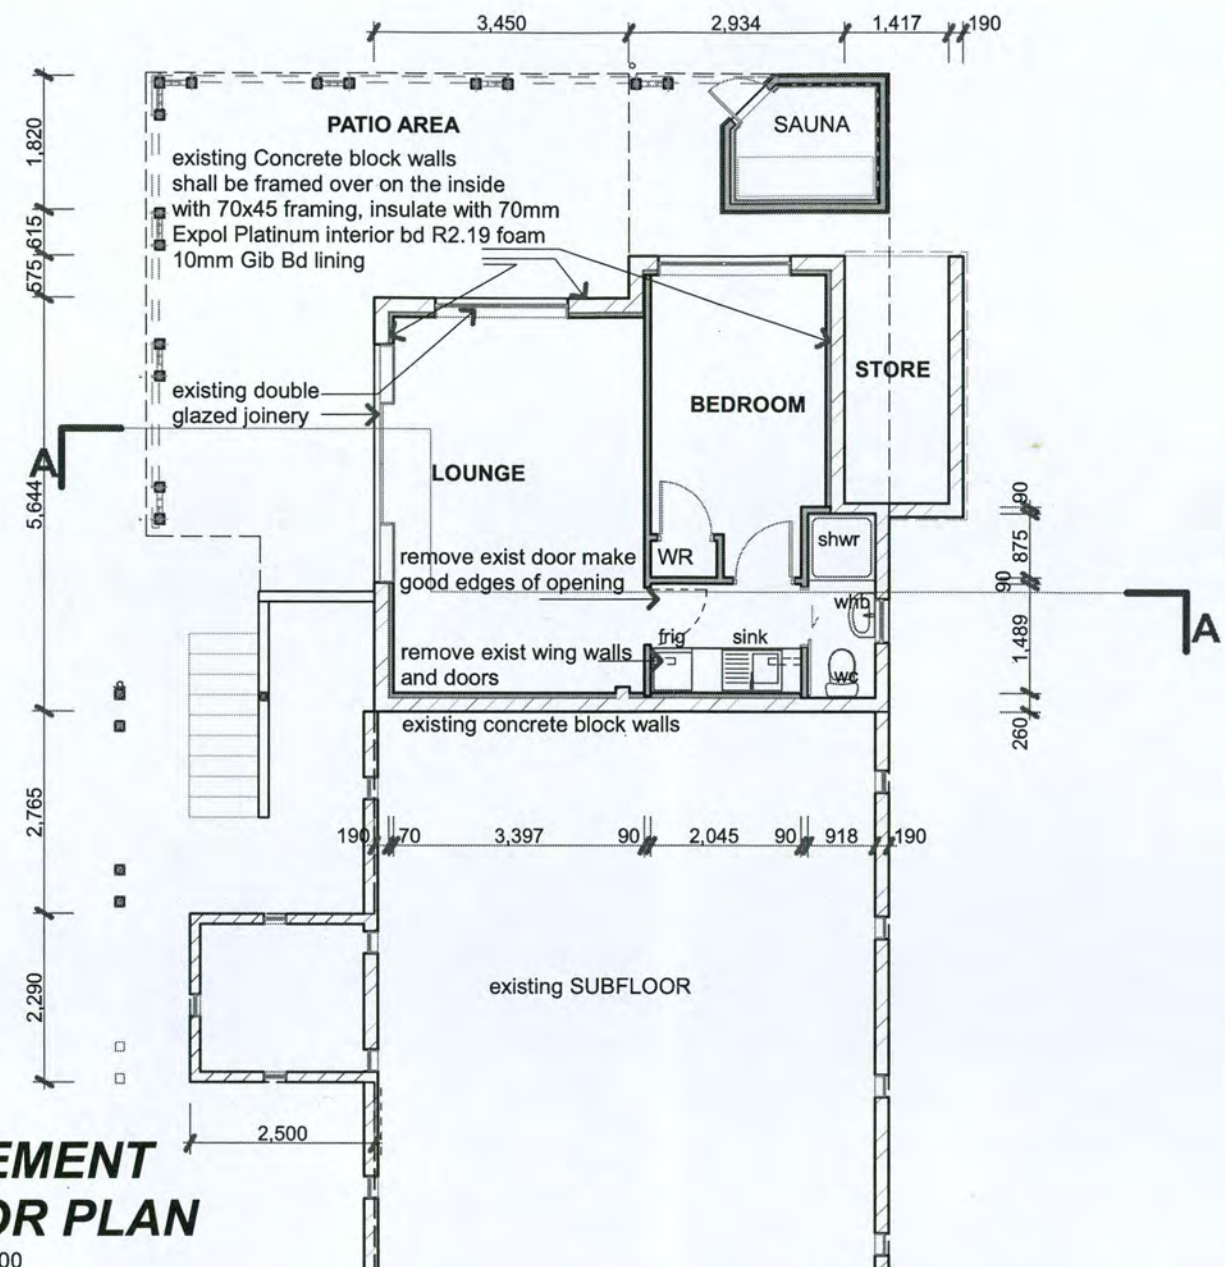 3,450
2,934
1,417
190
1,820
615
575
5,644
2,765
2,290
PATIO AREA
existing Concrete block walls
shall be framed over on the inside
with 70x45 framing, insulate with 70mm
Expol Platinum interior bd R2.19 foam
10mm Gib Bd lining
SAUNA
existing double
glazed joinery
STORE
BEDROOM
LOUNGE
A
A
remove exist door make
good edges of opening
WR
shwr
whb
frig
sink
wc
remove exist wing walls
and doors
existing concrete block walls
90
875
90
1,489
260
190
70
3,397
90
2,045
90
918
190
existing SUBFLOOR
2,500
EMENT
OR PLAN
00